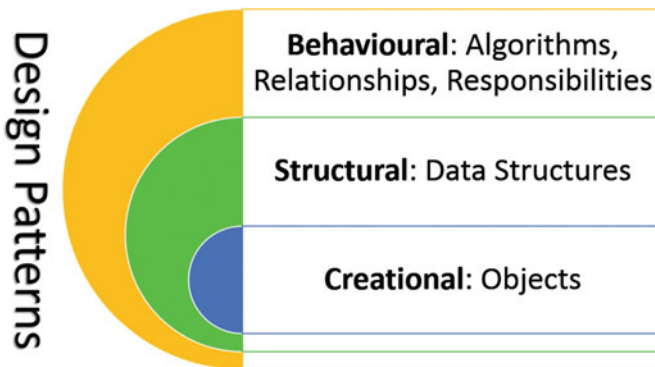 Design Patterns
Behavioural: Algorithms,
Relationships, Responsibilities
Structural: Data Structures
Creational: Objects